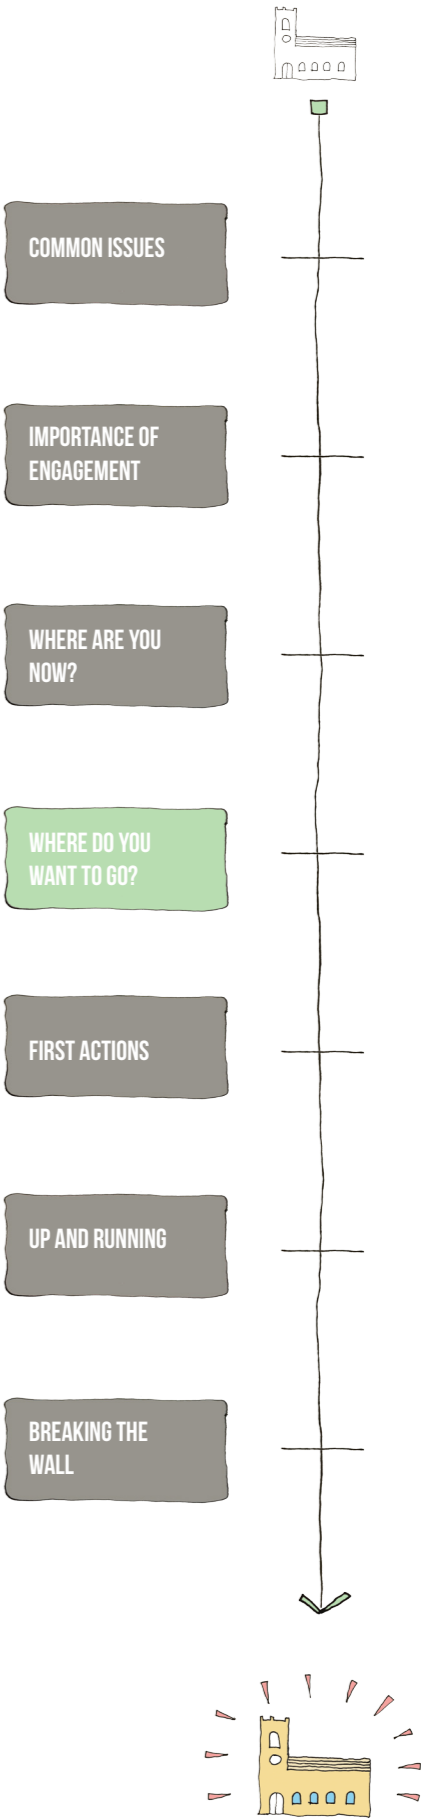 COMMON ISSUES
IMPORTANCE OF
ENGAGEMENT
WHERE ARE YOU
NOW?
WHERE DO YOU
WANT TO GO?
FIRST ACTIONS
UP AND RUNNING
BREAKING THE
WALL